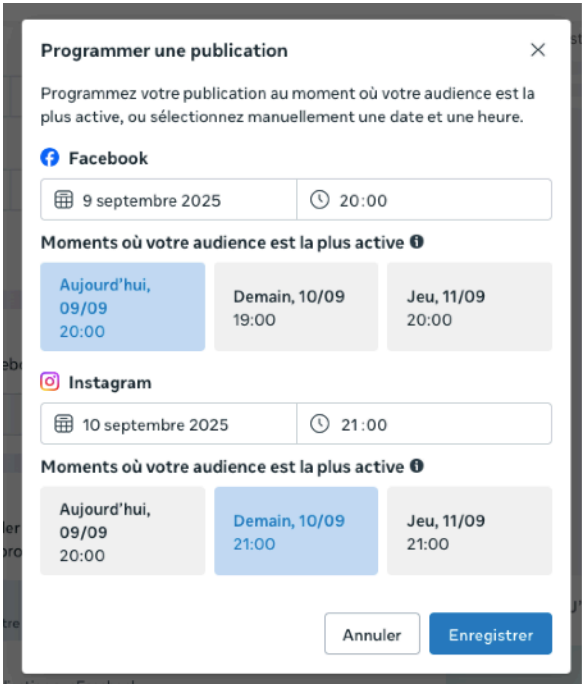 Programmer une publication
Programmez votre publication au moment où votre audience est la
plus active, ou sélectionnez manuellement une date et une heure.
Facebook
9 septembre 2025
20:00
Moments où votre audience est la plus active
Aujourd'hui,
09/09
20:00
Demain, 10/09
19:00
Jeu, 11/09
20:00
Instagram
10 septembre 2025
21:00
Moments où votre audience est la plus active
Aujourd'hui,
09/09
20:00
Demain, 10/09
21:00
Jeu, 11/09
21:00
Annuler
Enregistrer